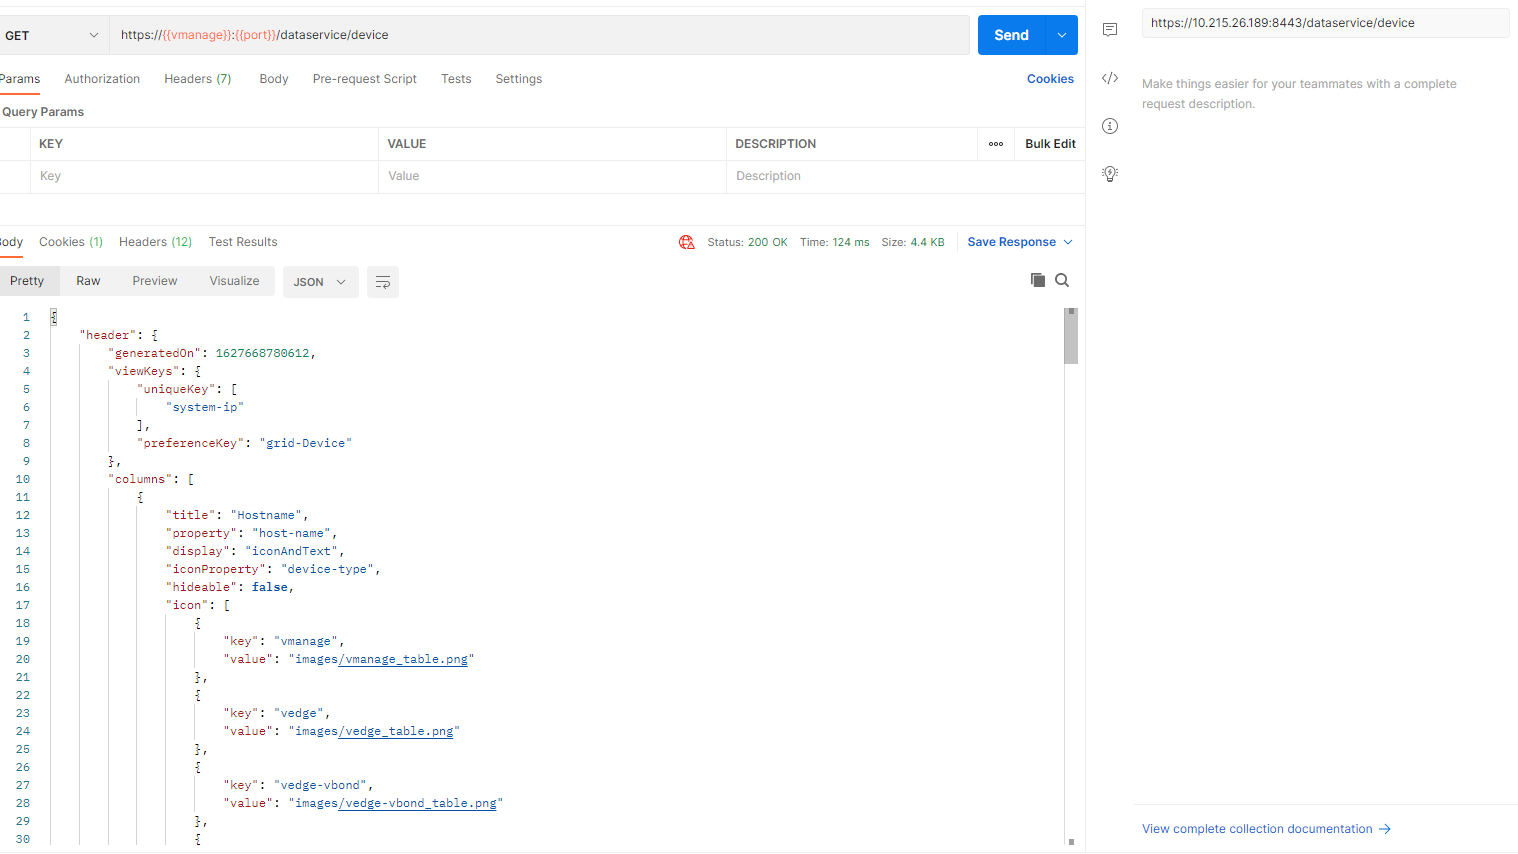 GET https://{{vmanage}}:{{port}}/dataservice/device Send
Params Authorization Headers (7) Body Pre-request Script Tests Settings Cookies
Query Params
KEY VALUE DESCRIPTION ooo Bulk Edit
Key Value Description
Body Cookies (1) Headers (12) Test Results Status: 200 OK Time: 124 ms Size: 4.4 KB Save Response
Pretty Raw Preview Visualize JSON
1 {
2 "header": {
3 "generatedOn": 1627668780612,
4 "viewKeys": {
5 "uniqueKey": [
6 "system-ip"
7 ],
8 "preferenceKey": "grid-Device"
9 },
10 "columns": [
11 {
12 "title": "Hostname",
13 "property": "host-name",
14 "display": "iconAndText",
15 "iconProperty": "device-type",
16 "hideable": false,
17 "icon": [
18 {
19 "key": "vmanage",
20 "value": "images/vmanage_table.png"
21 },
22 {
23 "key": "vedge",
24 "value": "images/vedge_table.png"
25 },
26 {
27 "key": "vedge-vbond",
28 "value": "images/vedge-vbond_table.png"
29 },
30 {
https://10.215.26.189:8443/dataservice/device
Make things easier for your teammates with a complete
request description.
View complete collection documentation →